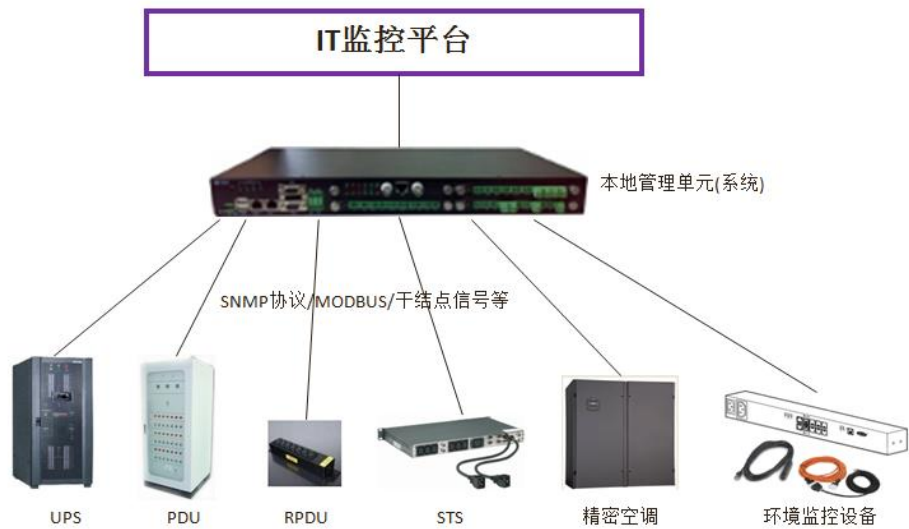 IT监控平台
本地管理单元(系统)
SNMP协议/MODBUS/干结点信号等
UPS
PDU
RPDU
STS
精密空调
环境监控设备